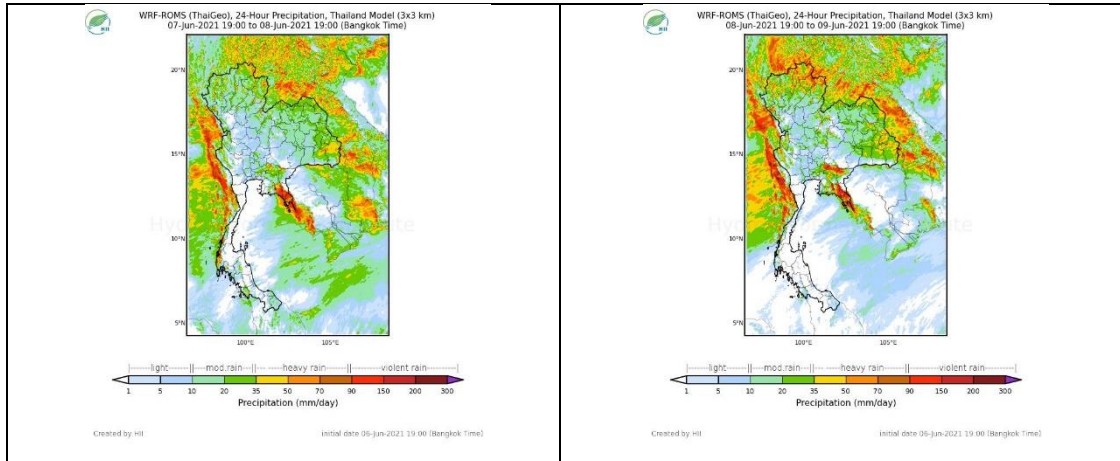 HII
WRF-ROMS (ThaiGeo), 24-Hour Precipitation, Thailand Model (3x3 km)
07-Jun-2021 19:00 to 08-Jun-2021 19:00 (Bangkok Time)
20°N
15°N
10°N
5°N
100°E 105°E
light mod.rain heavy rain violent rain
1 5 10 20 35 50 70 90 150 200 300
Precipitation (mm/day)
Created by HII initial date 06-Jun-2021 19:00 (Bangkok Time)
HII
WRF-ROMS (ThaiGeo), 24-Hour Precipitation, Thailand Model (3x3 km)
08-Jun-2021 19:00 to 09-Jun-2021 19:00 (Bangkok Time)
20°N
15°N
10°N
5°N
100°E 105°E
light mod.rain heavy rain violent rain
1 5 10 20 35 50 70 90 150 200 300
Precipitation (mm/day)
Created by HII initial date 06-Jun-2021 19:00 (Bangkok Time)